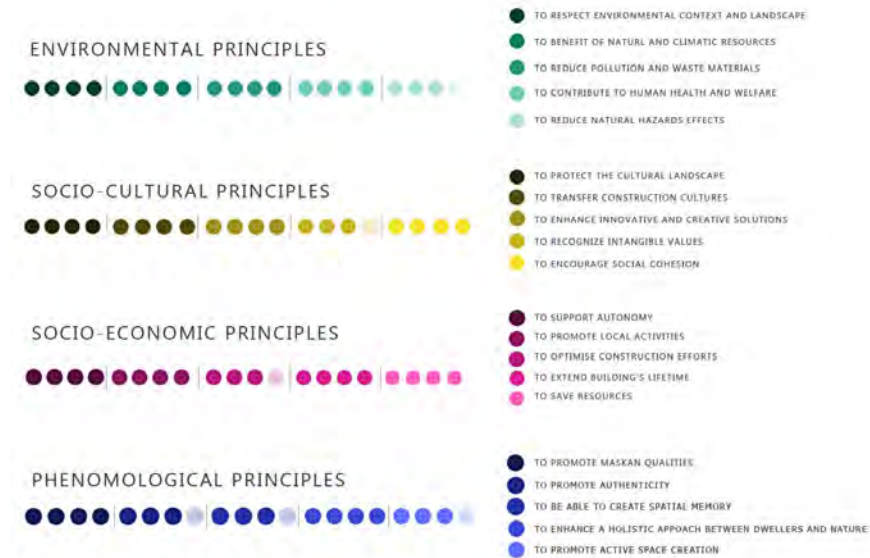 ENVIRONMENTAL PRINCIPLES
TO RESPECT ENVIRONMENTAL CONTEXT AND LANDSCAPE
TO BENEFIT OF NATURL AND CLIMATIC RESOURCES
TO REDUCE POLLUTION AND WASTE MATERIALS
TO CONTRIBUTE TO HUMAN HEALTH AND WELFARE
TO REDUCE NATURAL HAZARDS EFFECTS
SOCIO-CULTURAL PRINCIPLES
TO PROTECT THE CULTURAL LANDSCAPE
TO TRANSFER CONSTRUCTION CULTURES
TO ENHANCE INNOVATIVE AND CREATIVE SOLUTIONS
TO RECOGNIZE INTANGIBLE VALUES
TO ENCOURAGE SOCIAL COHESION
SOCIO-ECONOMIC PRINCIPLES
TO SUPPORT AUTONOMY
TO PROMOTE LOCAL ACTIVITIES
TO OPTIMISE CONSTRUCTION EFFORTS
TO EXTEND BUILDING'S LIFETIME
TO SAVE RESOURCES
PHENOMOLOGICAL PRINCIPLES
TO PROMOTE MASKAN QUALITIES
TO PROMOTE AUTHENTICITY
TO BE ABLE TO CREATE SPATIAL MEMORY
TO ENHANCE A HOLISTIC APPOACH BETWEEN DWELLERS AND NATURE
TO PROMOTE ACTIVE SPACE CREATION